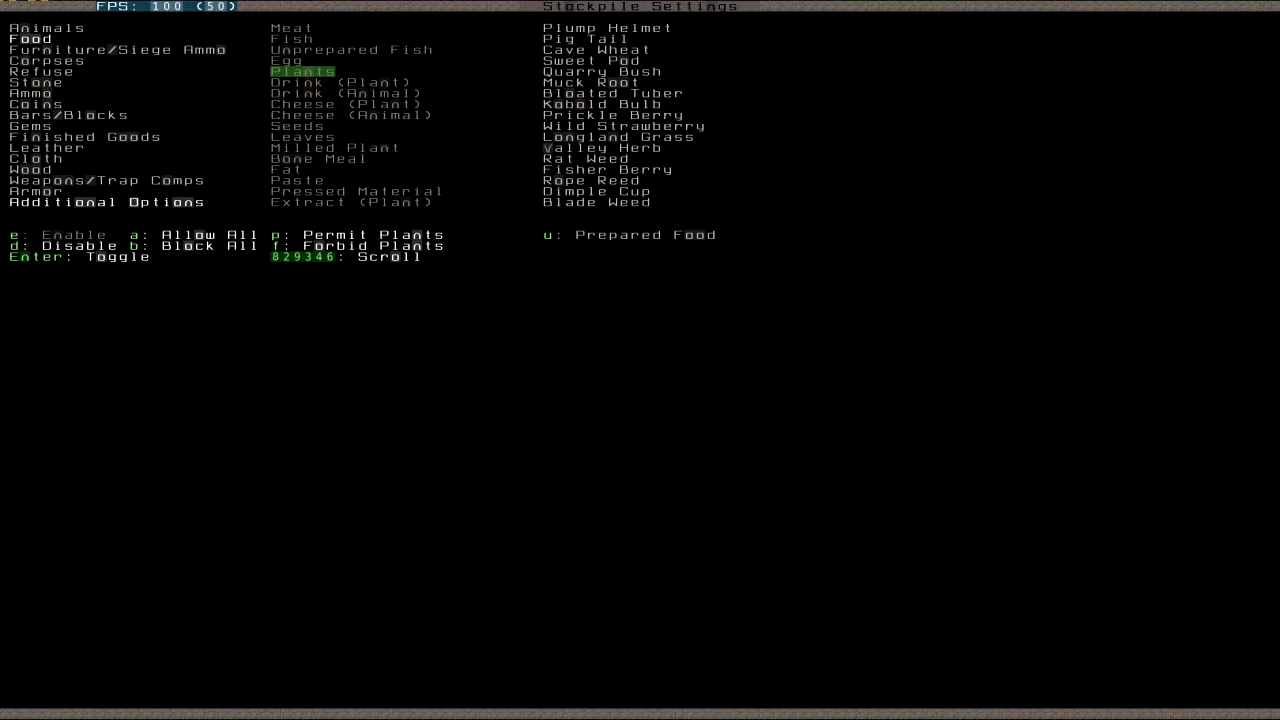 FPS: 100 (50) Stockpile Settings
Animals Meat Plump Helmet
Food Fish Pig Tail
Furniture/Siege Ammo Unprepared Fish Cave Wheat
Corpses Egg Sweet Pod
Refuse Plants Quarry Bush
Stone Drink (Plant) Muck Root
Ammo Drink (Animal) Bloated Tuber
Coins Cheese (Plant) Kobold Bulb
Bars/Blocks Cheese (Animal) Prickle Berry
Gems Seeds Wild Strawberry
Finished Goods Leaves Longland Grass
Leather Milled Plant Valley Herb
Cloth Bone Meal Rat Weed
Wood Fat Fisher Berry
Weapons/Trap Comps Paste Rope Reed
Armor Pressed Material Dimple Cup
Additional Options Extract (Plant) Blade Weed
e: Enable a: Allow All p: Permit Plants u: Prepared Food
d: Disable b: Block All f: Forbid Plants
Enter: Toggle 829346: Scroll